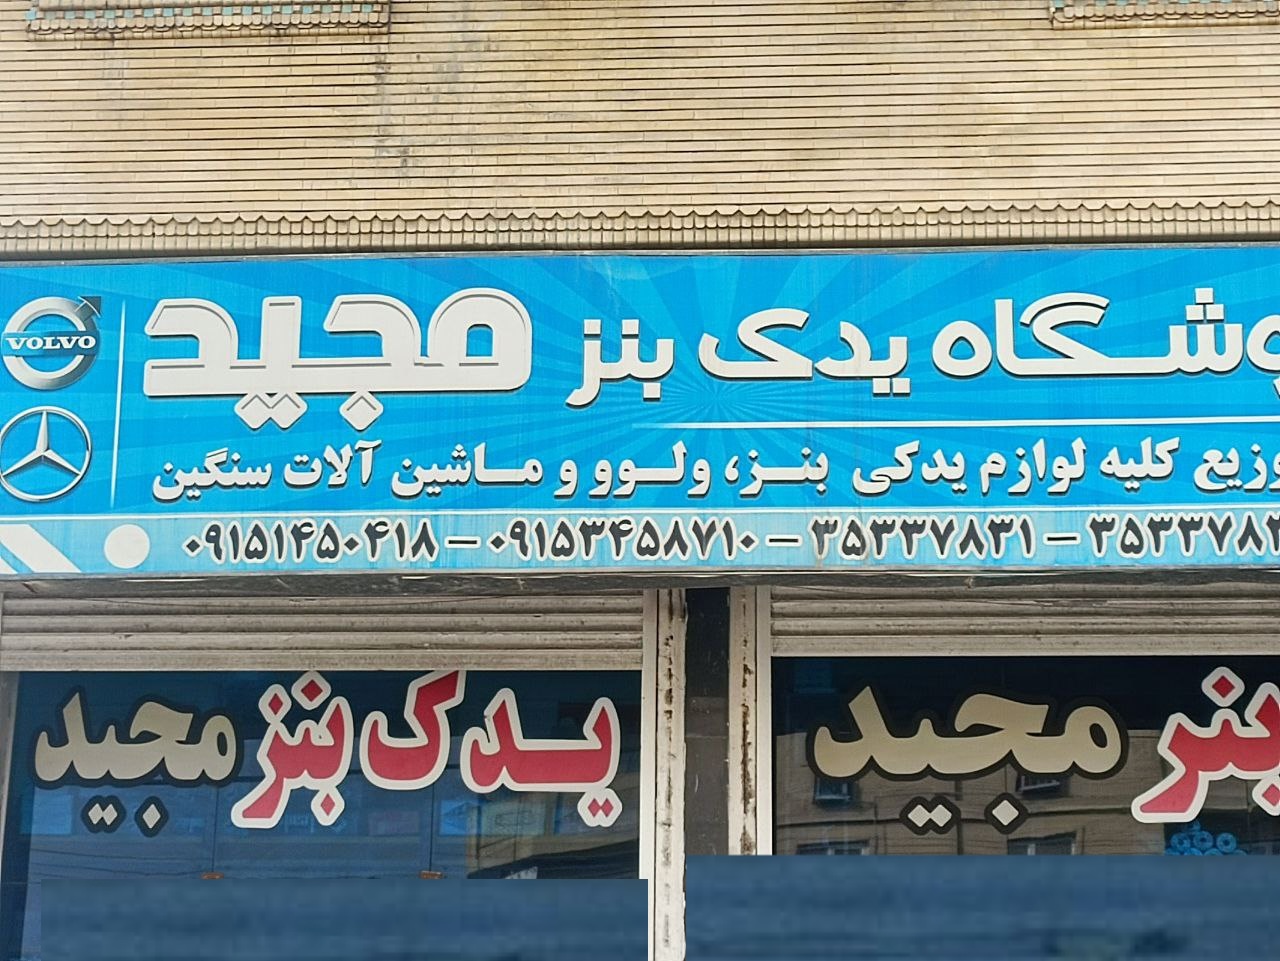 وشگاه یدک بنز مجید
VOLVO
وزیع کلیه لوازم یدکی بنز، ولوو و ماشین آلات سنگین
۰۹۱۵۱۴۵۰۴۱۸ - ۰۹۱۵۳۴۵۸۷۱۰ - ۳۵۳۳۷۸۳۱ - ۳۵۳۳۷۸۳
یدک بنز مجید
بنز مجید